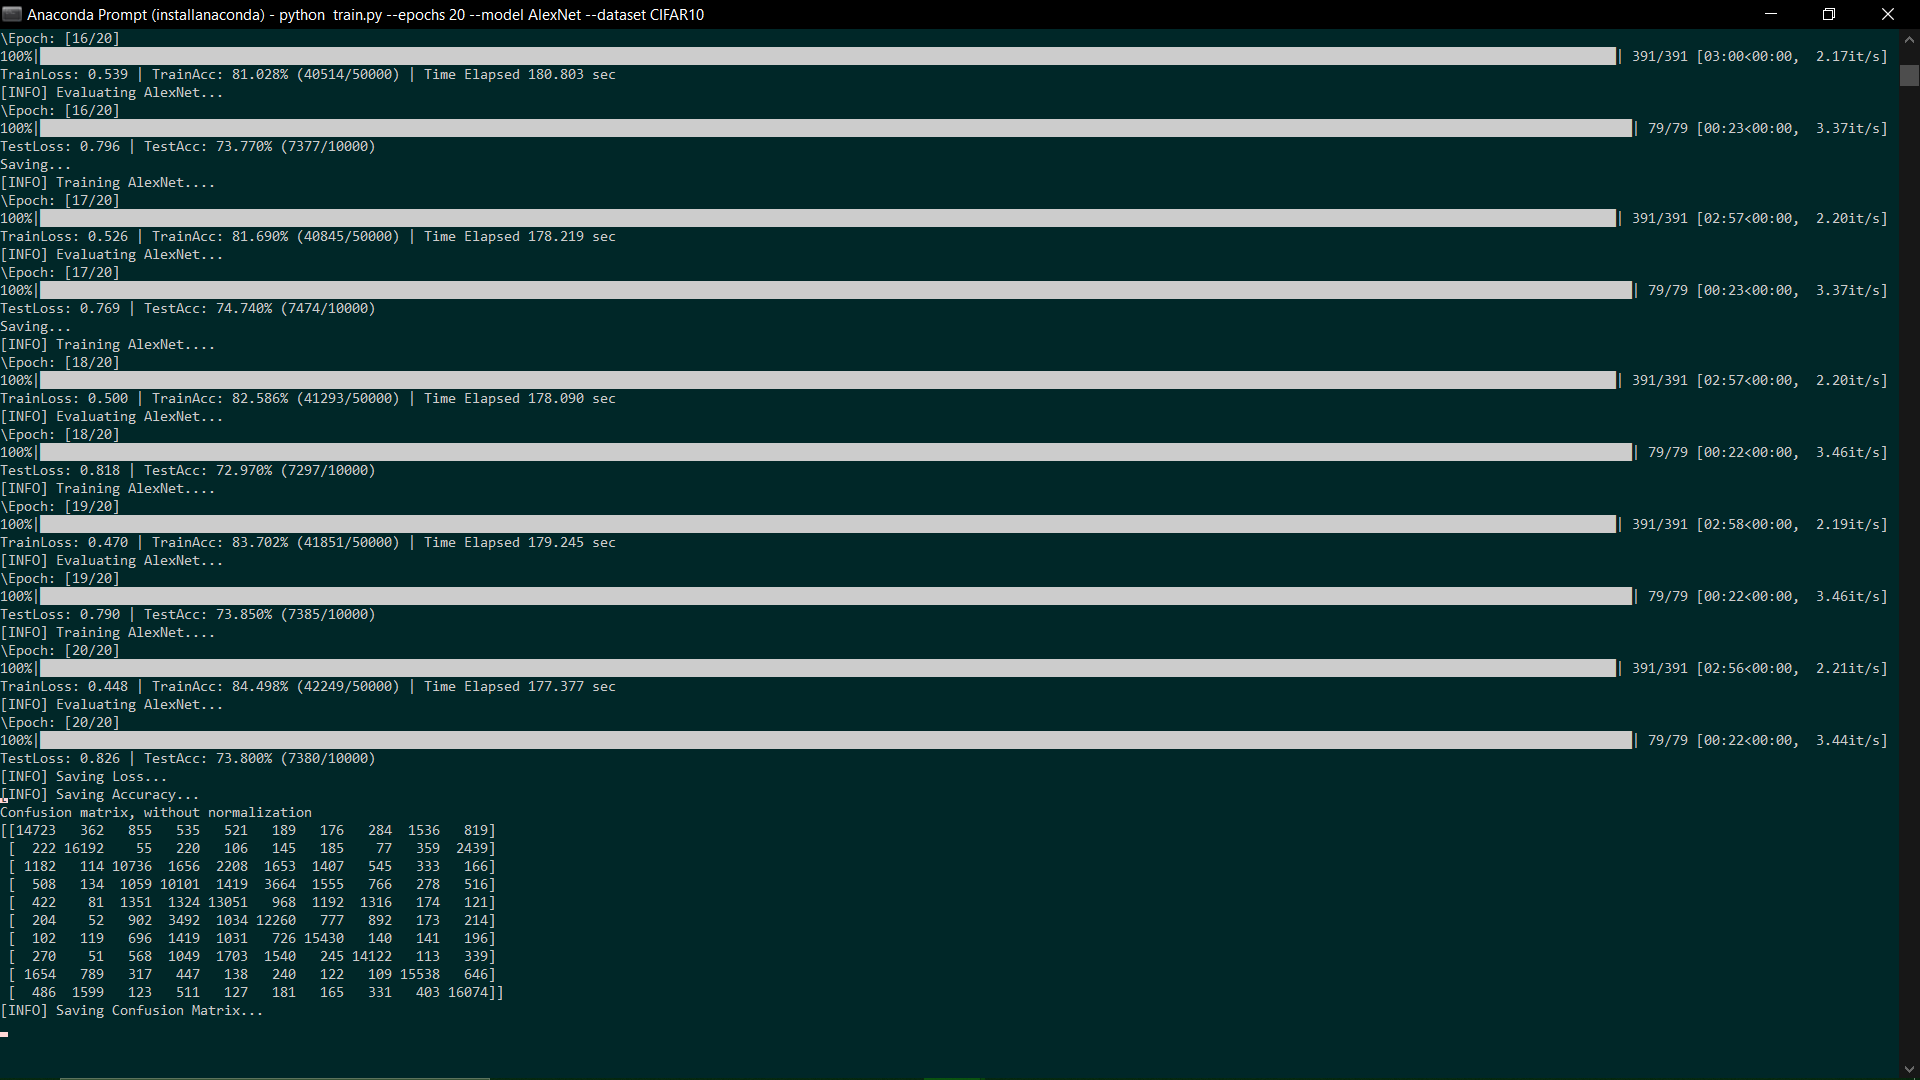 Anaconda Prompt (installanaconda) - python  train.py --epochs 20 --model AlexNet --dataset CIFAR10
\Epoch: [16/20]
100%| | 391/391 [03:00<00:00,  2.17it/s]
TrainLoss: 0.539 | TrainAcc: 81.028% (40514/50000) | Time Elapsed 180.803 sec
[INFO] Evaluating AlexNet...
\Epoch: [16/20]
100%| | 79/79 [00:23<00:00,  3.37it/s]
TestLoss: 0.796 | TestAcc: 73.770% (7377/10000)
Saving...
[INFO] Training AlexNet....
\Epoch: [17/20]
100%| | 391/391 [02:57<00:00,  2.20it/s]
TrainLoss: 0.526 | TrainAcc: 81.690% (40845/50000) | Time Elapsed 178.219 sec
[INFO] Evaluating AlexNet...
\Epoch: [17/20]
100%| | 79/79 [00:23<00:00,  3.37it/s]
TestLoss: 0.769 | TestAcc: 74.740% (7474/10000)
Saving...
[INFO] Training AlexNet....
\Epoch: [18/20]
100%| | 391/391 [02:57<00:00,  2.20it/s]
TrainLoss: 0.500 | TrainAcc: 82.586% (41293/50000) | Time Elapsed 178.090 sec
[INFO] Evaluating AlexNet...
\Epoch: [18/20]
100%| | 79/79 [00:22<00:00,  3.46it/s]
TestLoss: 0.818 | TestAcc: 72.970% (7297/10000)
[INFO] Training AlexNet....
\Epoch: [19/20]
100%| | 391/391 [02:58<00:00,  2.19it/s]
TrainLoss: 0.470 | TrainAcc: 83.702% (41851/50000) | Time Elapsed 179.245 sec
[INFO] Evaluating AlexNet...
\Epoch: [19/20]
100%| | 79/79 [00:22<00:00,  3.46it/s]
TestLoss: 0.790 | TestAcc: 73.850% (7385/10000)
[INFO] Training AlexNet....
\Epoch: [20/20]
100%| | 391/391 [02:56<00:00,  2.21it/s]
TrainLoss: 0.448 | TrainAcc: 84.498% (42249/50000) | Time Elapsed 177.377 sec
[INFO] Evaluating AlexNet...
\Epoch: [20/20]
100%| | 79/79 [00:22<00:00,  3.44it/s]
TestLoss: 0.826 | TestAcc: 73.800% (7380/10000)
[INFO] Saving Loss...
[INFO] Saving Accuracy...
Confusion matrix, without normalization
[[14723   362   855   535   521   189   176   284  1536   819]
 [  222 16192    55   220   106   145   185    77   359  2439]
 [ 1182   114 10736  1656  2208  1653  1407   545   333   166]
 [  508   134  1059 10101  1419  3664  1555   766   278   516]
 [  422    81  1351  1324 13051   968  1192  1316   174   121]
 [  204    52   902  3492  1034 12260   777   892   173   214]
 [  102   119   696  1419  1031   726 15430   140   141   196]
 [  270    51   568  1049  1703  1540   245 14122   113   339]
 [ 1654   789   317   447   138   240   122   109 15538   646]
 [  486  1599   123   511   127   181   165   331   403 16074]]
[INFO] Saving Confusion Matrix...